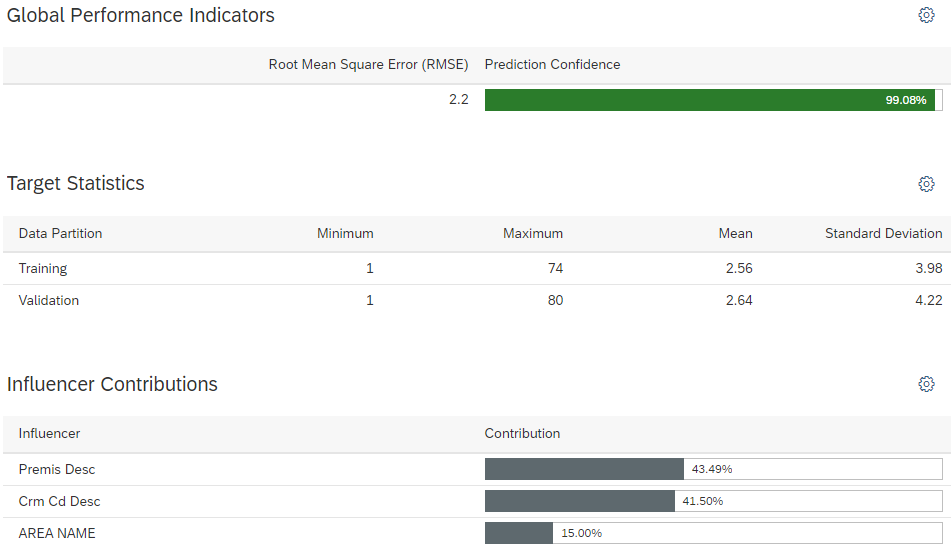 Global Performance Indicators
Root Mean Square Error (RMSE) Prediction Confidence
2.2 99.08%
Target Statistics
Data Partition Minimum Maximum Mean Standard Deviation
Training 1 74 2.56 3.98
Validation 1 80 2.64 4.22
Influencer Contributions
Influencer Contribution
Premis Desc 43.49%
Crm Cd Desc 41.50%
AREA NAME 15.00%